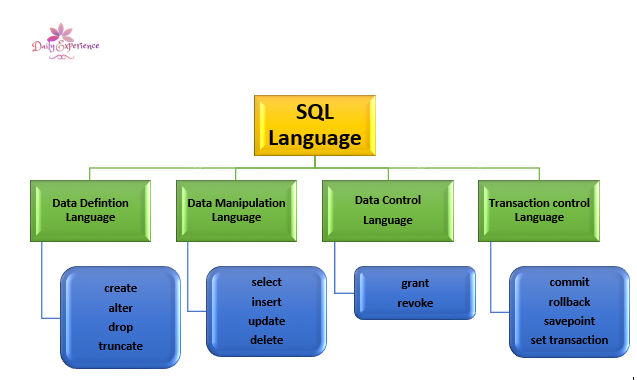 Daily Experience
SQL
Language
Data Defintion
Language
Data Manipulation
Language
Data Control
Language
Transaction control
Language
create
alter
drop
truncate
select
insert
update
delete
grant
revoke
commit
rollback
savepoint
set transaction